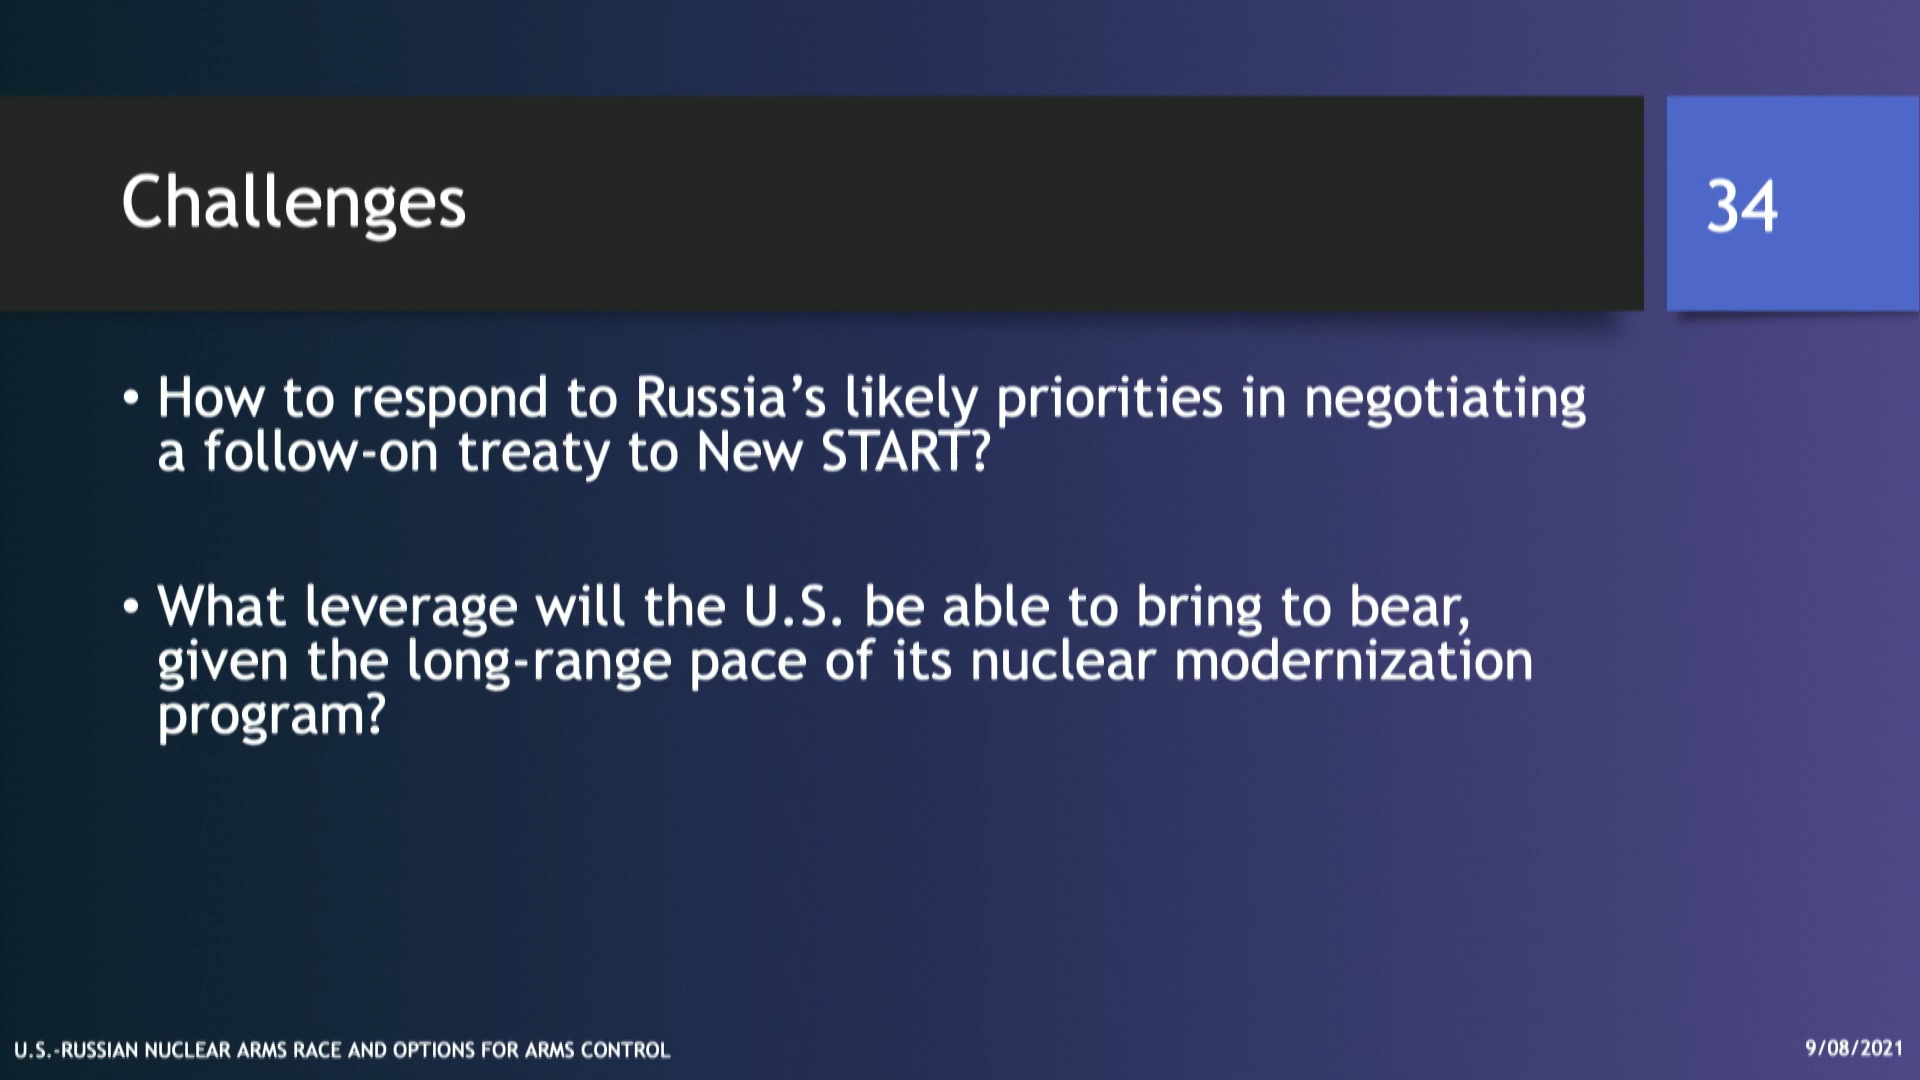 Challenges
34
• How to respond to Russia’s likely priorities in negotiating
a follow-on treaty to New START?
• What leverage will the U.S. be able to bring to bear,
given the long-range pace of its nuclear modernization
program?
U.S.-RUSSIAN NUCLEAR ARMS RACE AND OPTIONS FOR ARMS CONTROL
9/08/2021